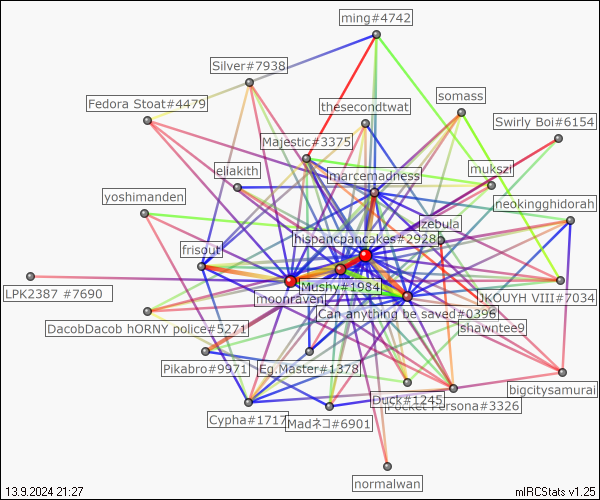 ming#4742
Silver#7938
Fedora Stoat#4479
thesecondtwat
somass
Swirly Boi#6154
Majestic#3375
eliakith
marcemadness
mukszi
yoshimanden
neokingghidorah
zebula
hispancpancakes#2928
frisout
LPK2387 #7690
Mushy#1984
moonraven
JKOUYH VIII#7034
Can anything be saved#0396
DacobDacob hORNY police#5271
shawntee9
Pikabro#9971
Eg.Master#1378
bigcitysamurai
Duck#1245
Pocket Persona#3326
Cypha#1717
Madネコ#6901
normalwan
13.9.2024 21:27
mIRCStats v1.25